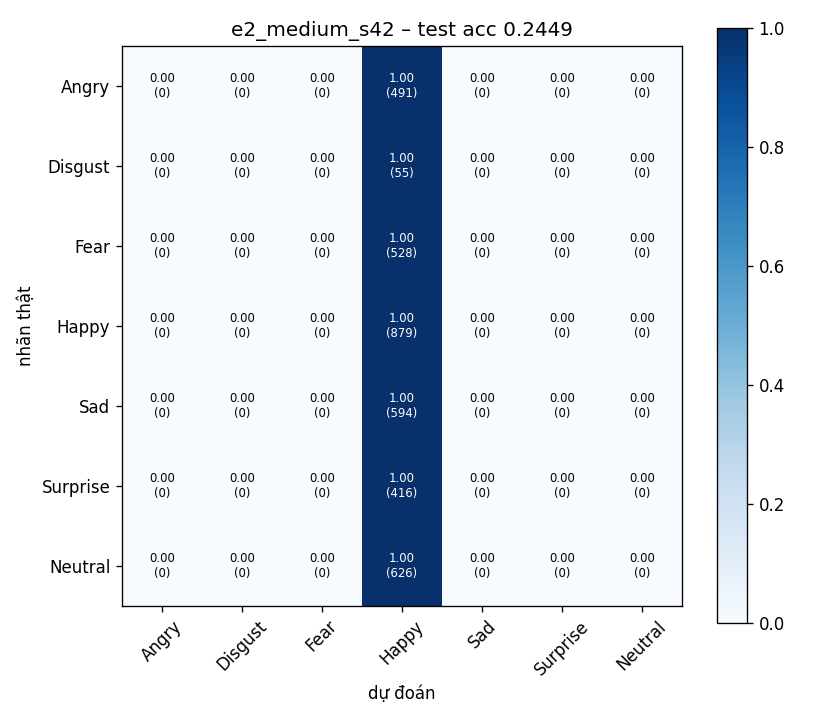 e2_medium_s42 – test acc 0.2449
Angry 0.00 0.00 0.00 1.00 0.00 0.00 0.00
(0) (0) (0) (491) (0) (0) (0)
Disgust 0.00 0.00 0.00 1.00 0.00 0.00 0.00
(0) (0) (0) (55) (0) (0) (0)
Fear 0.00 0.00 0.00 1.00 0.00 0.00 0.00
(0) (0) (0) (528) (0) (0) (0)
Happy 0.00 0.00 0.00 1.00 0.00 0.00 0.00
(0) (0) (0) (879) (0) (0) (0)
Sad 0.00 0.00 0.00 1.00 0.00 0.00 0.00
(0) (0) (0) (594) (0) (0) (0)
Surprise 0.00 0.00 0.00 1.00 0.00 0.00 0.00
(0) (0) (0) (416) (0) (0) (0)
Neutral 0.00 0.00 0.00 1.00 0.00 0.00 0.00
(0) (0) (0) (626) (0) (0) (0)
nhãn thật
Angry Disgust Fear Happy Sad Surprise Neutral
dự đoán
1.0
0.8
0.6
0.4
0.2
0.0